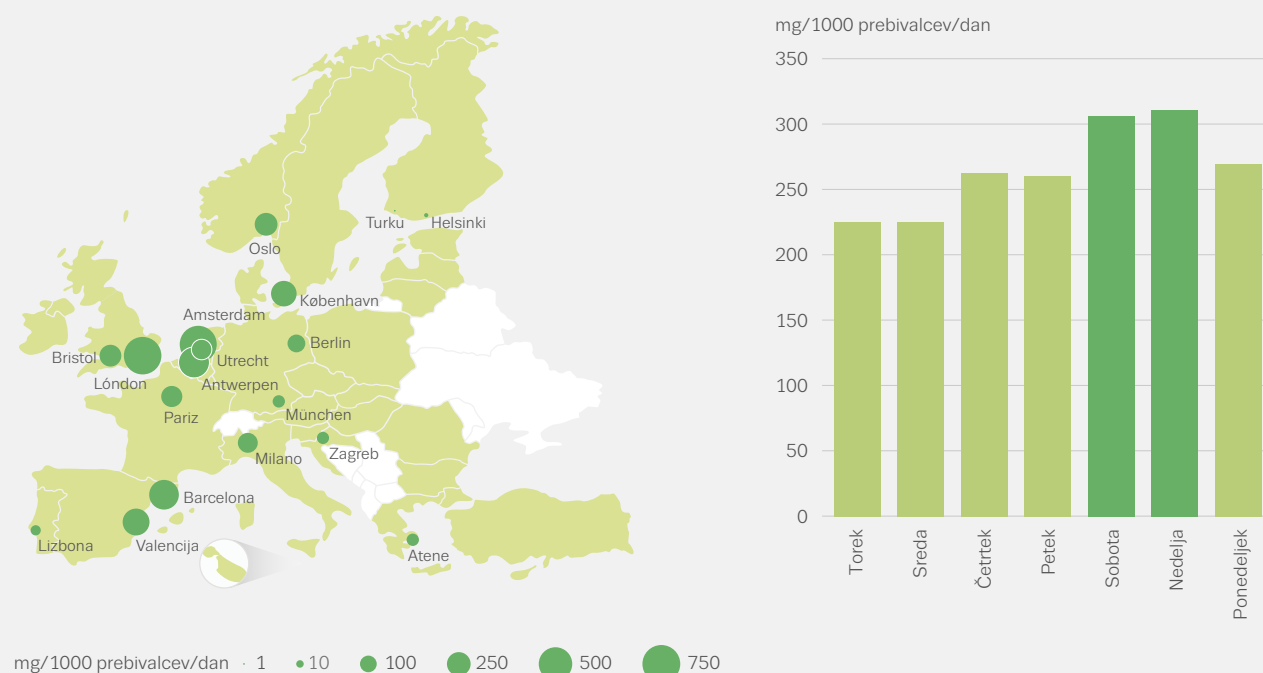 mg/1000 prebivalcev/dan
350
300
250
200
150
100
50
0
Torek
Sreda
Četrtek
Petek
Sobota
Nedelja
Ponedeljek
Turku
Helsinki
Oslo
København
Amsterdam
Berlin
Bristol
Utrecht
Lóndon
Antwerpen
München
Pariz
Zagreb
Milano
Barcelona
Lizbona
Valencija
Atene
mg/1000 prebivalcev/dan 1 10 100 250 500 750